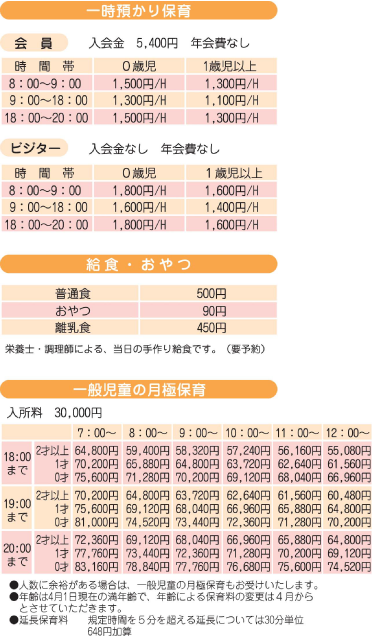 一時預かり保育
会 員 入会金 5,400円 年会費なし
時 間 帯 0歳児 1歳児以上
8：00～9：00 1,500円/H 1,300円/H
9：00～18：00 1,300円/H 1,100円/H
18：00～20：00 1,500円/H 1,300円/H
ビジター 入会金なし 年会費なし
時 間 帯 0歳児 1歳児以上
8：00～9：00 1,800円/H 1,600円/H
9：00～18：00 1,600円/H 1,400円/H
18：00～20：00 1,800円/H 1,600円/H
給食・おやつ
普通食 500円
おやつ 90円
離乳食 450円
栄養士・調理師による、当日の手作り給食です。（要予約）
一般児童の月極保育
入所料 30,000円
7：00～ 8：00～ 9：00～ 10：00～ 11：00～ 12：00～
18:00まで 2才以上 64,800円 59,400円 58,320円 57,240円 56,160円 55,080円
1才 70,200円 65,880円 64,800円 63,720円 62,640円 61,560円
0才 75,600円 71,280円 70,200円 69,120円 68,040円 66,960円
19:00まで 2才以上 70,200円 64,800円 63,720円 62,640円 61,560円 60,480円
1才 75,600円 69,120円 68,040円 66,960円 65,880円 64,800円
0才 81,000円 74,520円 73,440円 72,360円 71,280円 70,200円
20:00まで 2才以上 72,360円 69,120円 68,040円 66,960円 65,880円 64,800円
1才 77,760円 73,440円 72,360円 71,280円 70,200円 69,120円
0才 83,160円 78,840円 77,760円 76,680円 75,600円 74,520円
●人数に余裕がある場合は、一般児童の月極保育もお受けいたします。
●年齢は4月1日現在の満年齢で、年齢による保育料の変更は4月から
とさせていただきます。
●延長保育料 規定時間を5分を超える延長については30分単位
648円加算